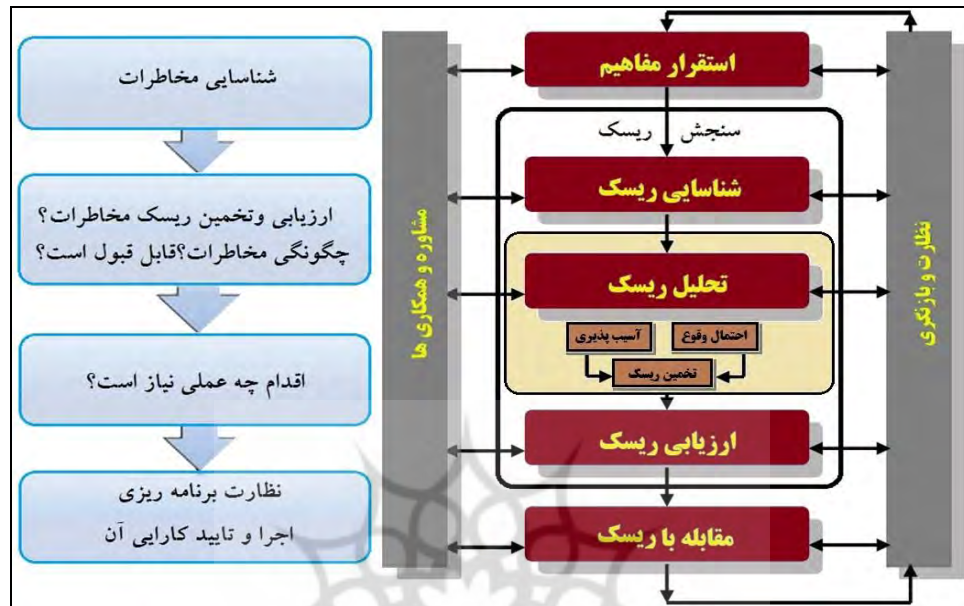 استقرار مفاهیم
سنجش ریسک
شناسایی ریسک
تحلیل ریسک
احتمال وقوع
آسیب پذیری
تخمین ریسک
ارزیابی ریسک
مقابله با ریسک
نظارت و بازنگری
مشاوره و همکاری ها
شناسایی مخاطرات
ارزیابی وتخمین ریسک مخاطرات؟
چگونگی مخاطرات؟قابل قبول است؟
اقدام چه عملی نیاز است؟
نظارت برنامه ریزی
اجرا و تایید کارایی آن